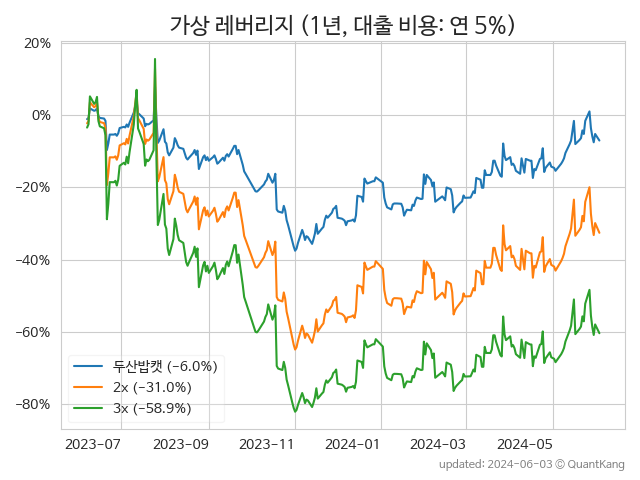 가상 레버리지 (1년, 대출 비용: 연 5%)
20%
0%
−20%
−40%
−60%
−80%
두산밥캣 (−6.0%)
2x (−31.0%)
3x (−58.9%)
2023-07 2023-09 2023-11 2024-01 2024-03 2024-05
updated: 2024-06-03 ⓒ QuantKang